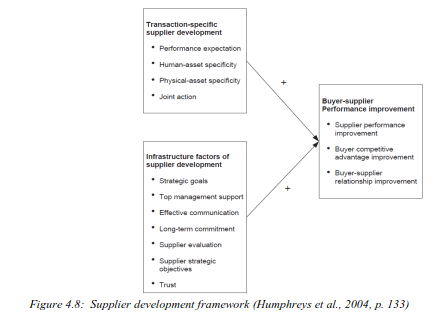 Transaction-specific
supplier development
• Performance expectation
• Human-asset specificity
• Physical-asset specificity
• Joint action
+
Buyer-supplier
Performance improvement
• Supplier performance
improvement
• Buyer competitive
advantage improvement
• Buyer-supplier
relationship improvement
Infrastructure factors of
supplier development
• Strategic goals
• Top management support
• Effective communication
• Long-term commitment
• Supplier evaluation
• Supplier strategic
objectives
• Trust
+
Figure 4.8: Supplier development framework (Humphreys et al., 2004, p. 133)